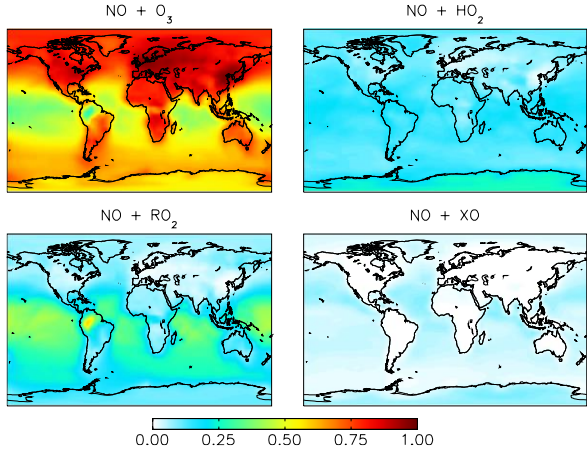 NO + O3
NO + HO2
NO + RO2
NO + XO
0.00 0.25 0.50 0.75 1.00